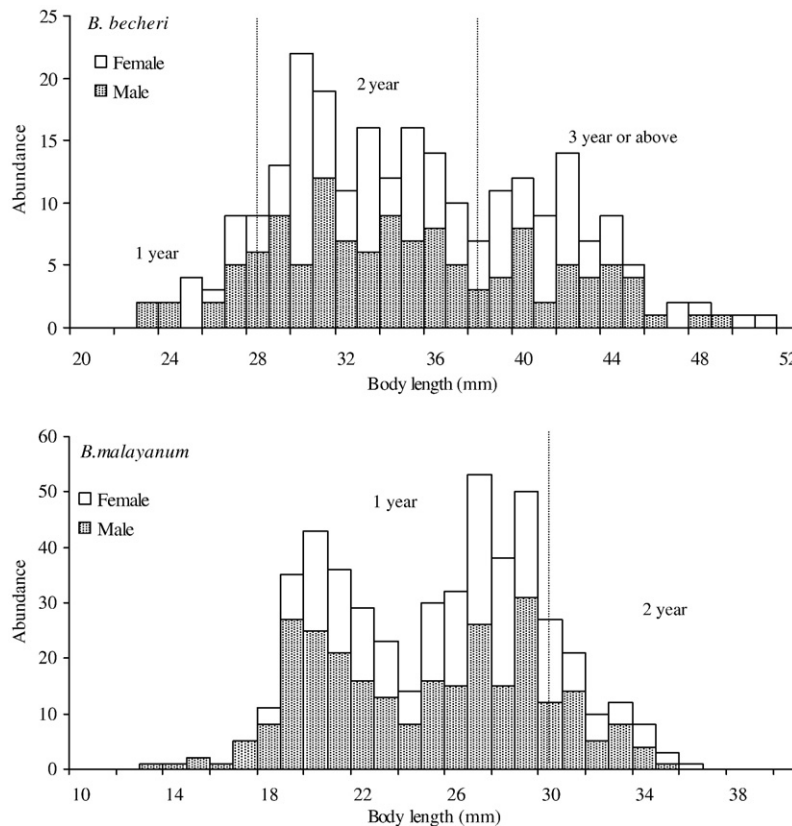 25
B. becheri
Female
Male
20
15
10
5
0
Abundance
1 year
2 year
3 year or above
20 24 28 32 36 40 44 48 52
Body length (mm)
60
B.malayanum
Female
Male
50
40
30
20
10
0
Abundance
1 year
2 year
10 14 18 22 26 30 34 38
Body length (mm)